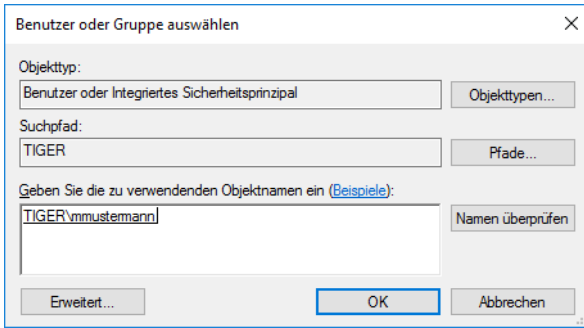 Benutzer oder Gruppe auswählen
Objekttyp:
Benutzer oder Integriertes Sicherheitsprinzipal
Objekttypen...
Suchpfad:
TIGER
Pfade...
Geben Sie die zu verwendenden Objektnamen ein (Beispiele):
TIGER\mmustermann
Namen überprüfen
Erweitert...
OK
Abbrechen